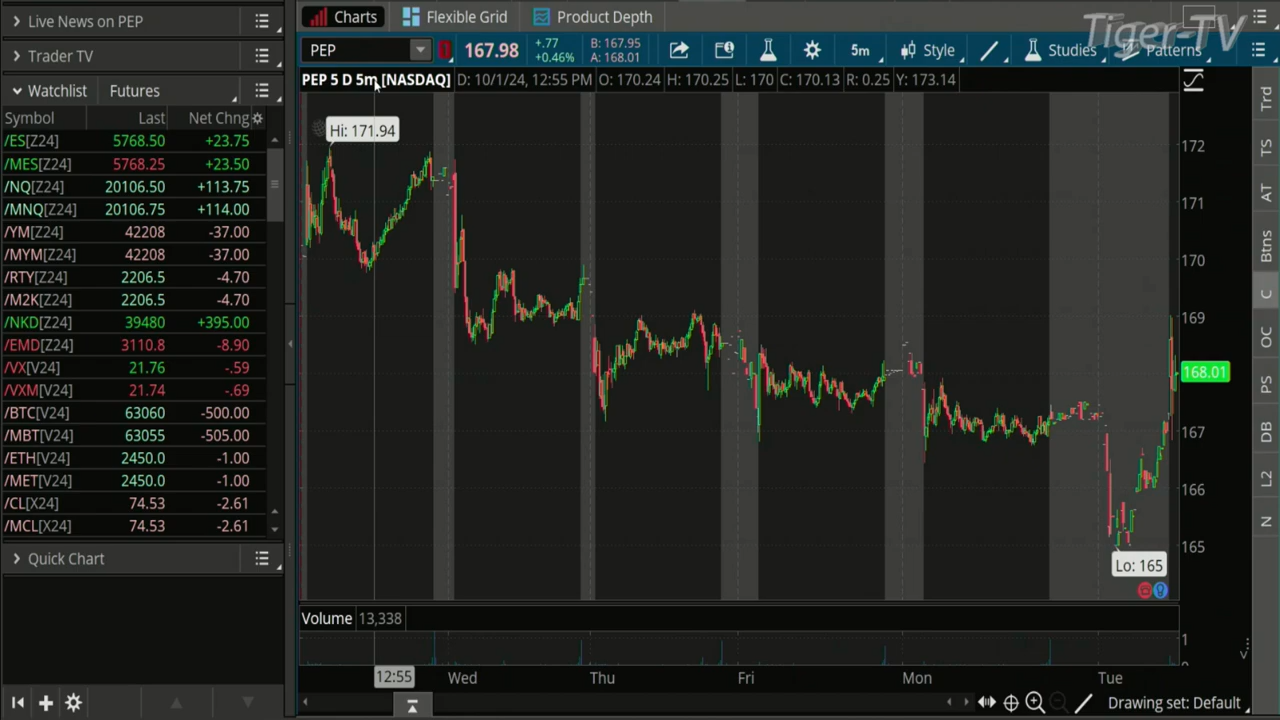 Live News on PEP
Charts
Flexible Grid
Product Depth
Tiger-TV
Trader TV
PEP
167.98
+.77
+0.46%
B: 167.95
A: 168.01
5m
Style
Studies
Patterns
Watchlist
Futures
PEP 5 D 5m [NASDAQ]
D: 10/1/24, 12:55 PM
O: 170.24
H: 170.25
L: 170
C: 170.13
R: 0.25
Y: 173.14
Symbol Last Net Chng
/ES[Z24] 5768.50 +23.75
/MES[Z24] 5768.25 +23.50
/NQ[Z24] 20106.50 +113.75
/MNQ[Z24] 20106.75 +114.00
/YM[Z24] 42208 -37.00
/MYM[Z24] 42208 -37.00
/RTY[Z24] 2206.5 -4.70
/M2K[Z24] 2206.5 -4.70
/NKD[Z24] 39480 +395.00
/EMD[Z24] 3110.8 -8.90
/VX[V24] 21.76 -.59
/VXM[V24] 21.74 -.69
/BTC[V24] 63060 -500.00
/MBT[V24] 63055 -505.00
/ETH[V24] 2450.0 -1.00
/MET[V24] 2450.0 -1.00
/CL[X24] 74.53 -2.61
/MCL[X24] 74.53 -2.61
Quick Chart
Hi: 171.94
172
171
170
169
168.01
167
166
165
Lo: 165
Volume 13,338
1
0
12:55
Wed
Thu
Fri
Mon
Tue
Drawing set: Default
Trd
TS
AT
Btns
C
OC
PS
DB
L2
N